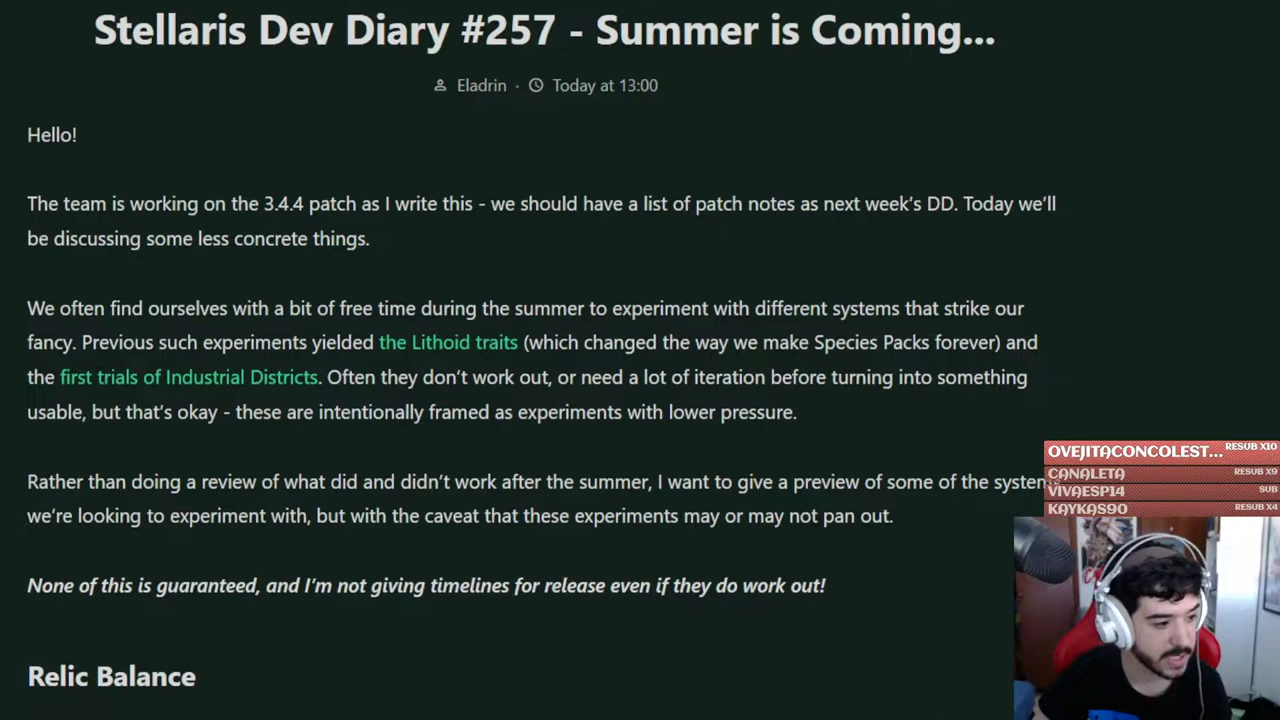 Stellaris Dev Diary #257 - Summer is Coming...
Eladrin · Today at 13:00
Hello!
The team is working on the 3.4.4 patch as I write this - we should have a list of patch notes as next week's DD. Today we'll
be discussing some less concrete things.
We often find ourselves with a bit of free time during the summer to experiment with different systems that strike our
fancy. Previous such experiments yielded the Lithoid traits (which changed the way we make Species Packs forever) and
the first trials of Industrial Districts. Often they don't work out, or need a lot of iteration before turning into something
usable, but that's okay - these are intentionally framed as experiments with lower pressure.
Rather than doing a review of what did and didn't work after the summer, I want to give a preview of some of the systems
we're looking to experiment with, but with the caveat that these experiments may or may not pan out.
None of this is guaranteed, and I'm not giving timelines for release even if they do work out!
Relic Balance
OVEJITACONCOLEST... RESUB X10
CANALETA RESUB X9
VIVAESP14 SUB
KAYKAS90 RESUB X4